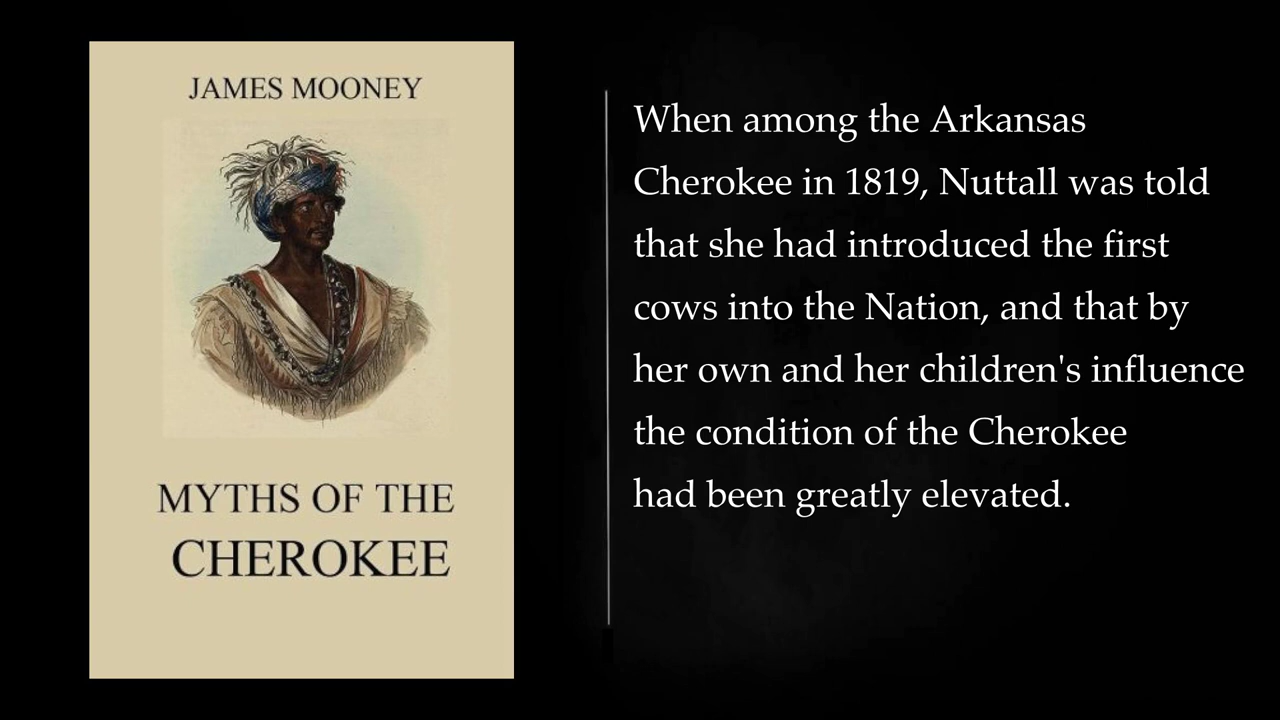 JAMES MOONEY
MYTHS OF THE
CHEROKEE
When among the Arkansas
Cherokee in 1819, Nuttall was told
that she had introduced the first
cows into the Nation, and that by
her own and her children's influence
the condition of the Cherokee
had been greatly elevated.